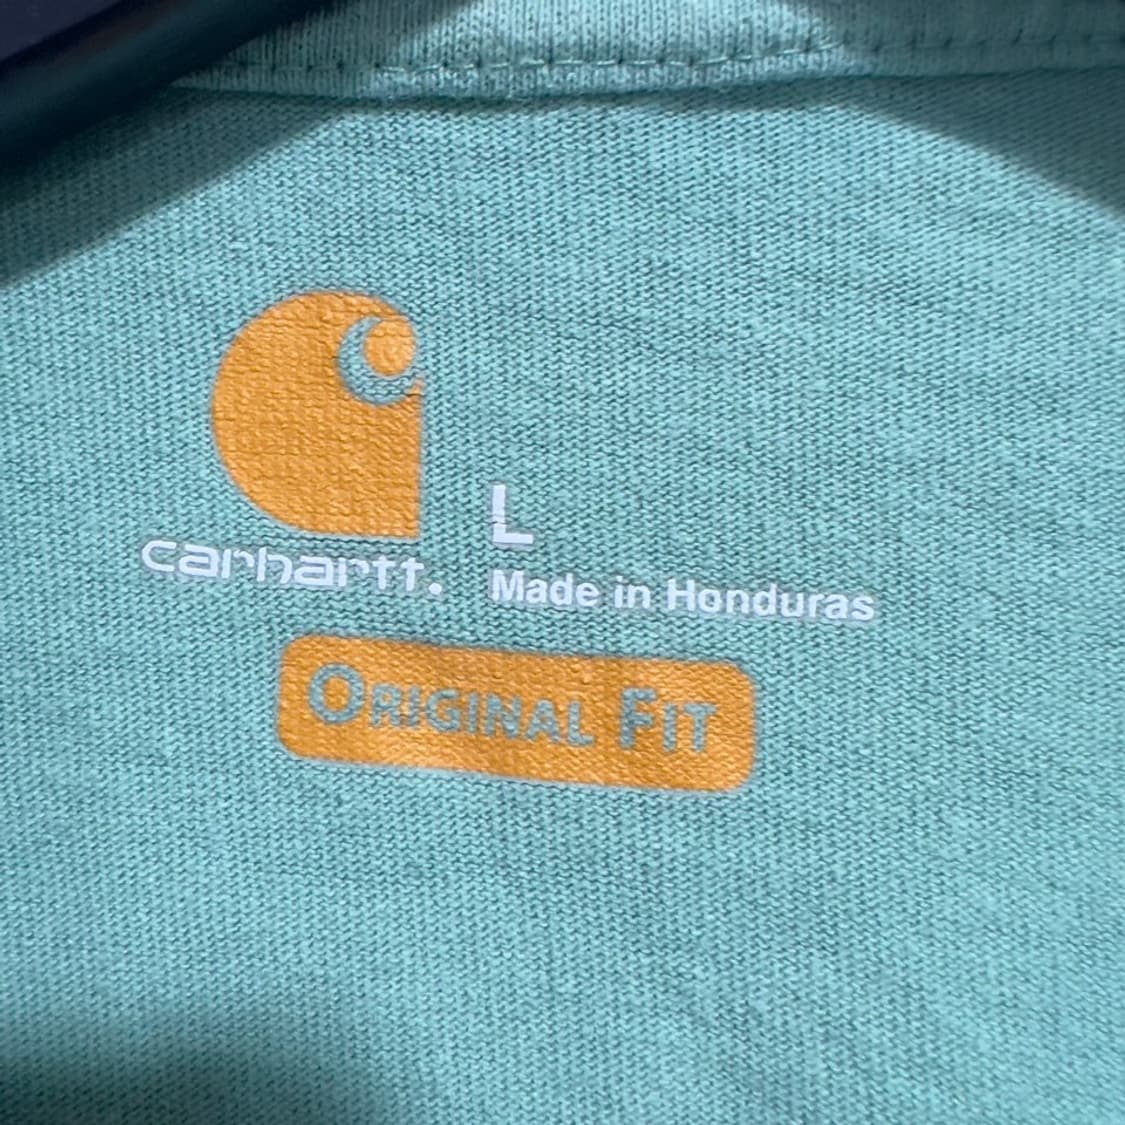 carhartt.
L
Made in Honduras
ORIGINAL FIT